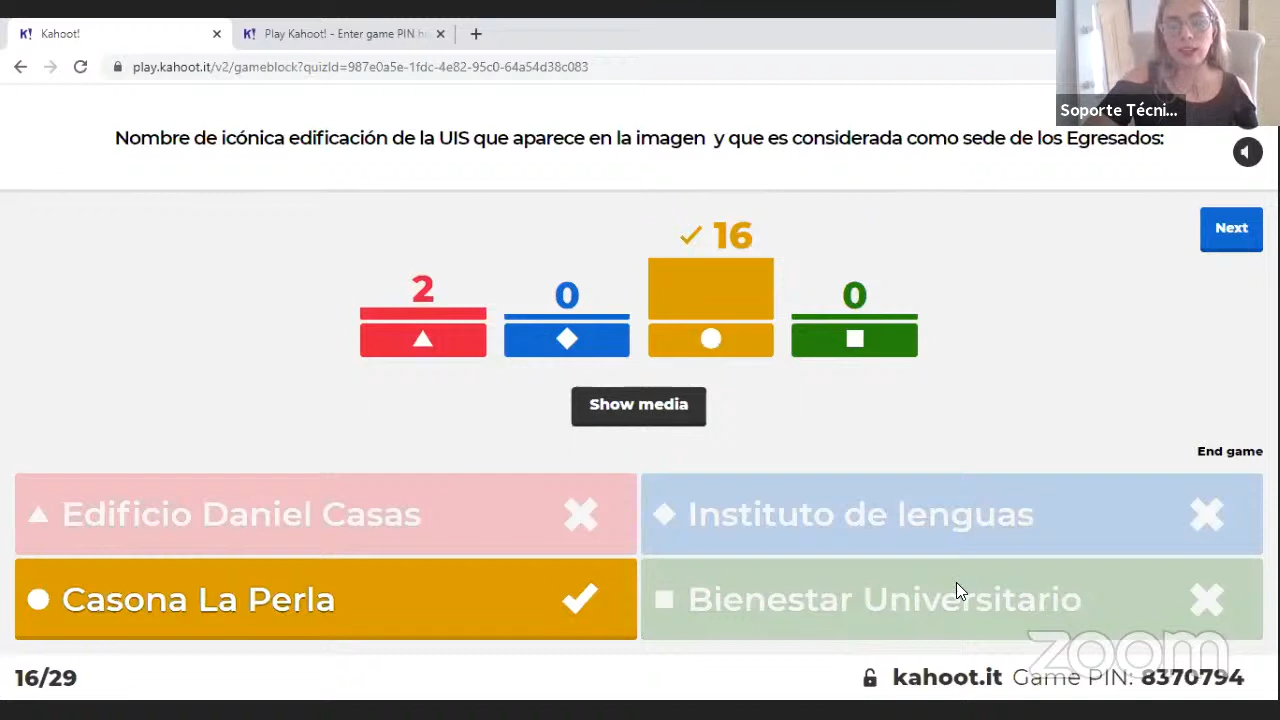 K! Kahoot!
K! Play Kahoot! - Enter game PIN h
play.kahoot.it/v2/gameblock?quizId=987e0a5e-1fdc-4e82-95c0-64a54d38c083
Soporte Técni...
Nombre de icónica edificación de la UIS que aparece en la imagen y que es considerada como sede de los Egresados:
Next
2
0
16
0
Show media
End game
Edificio Daniel Casas
Instituto de lenguas
Casona La Perla
Bienestar Universitario
zoom
16/29
kahoot.it Game PIN: 8370794